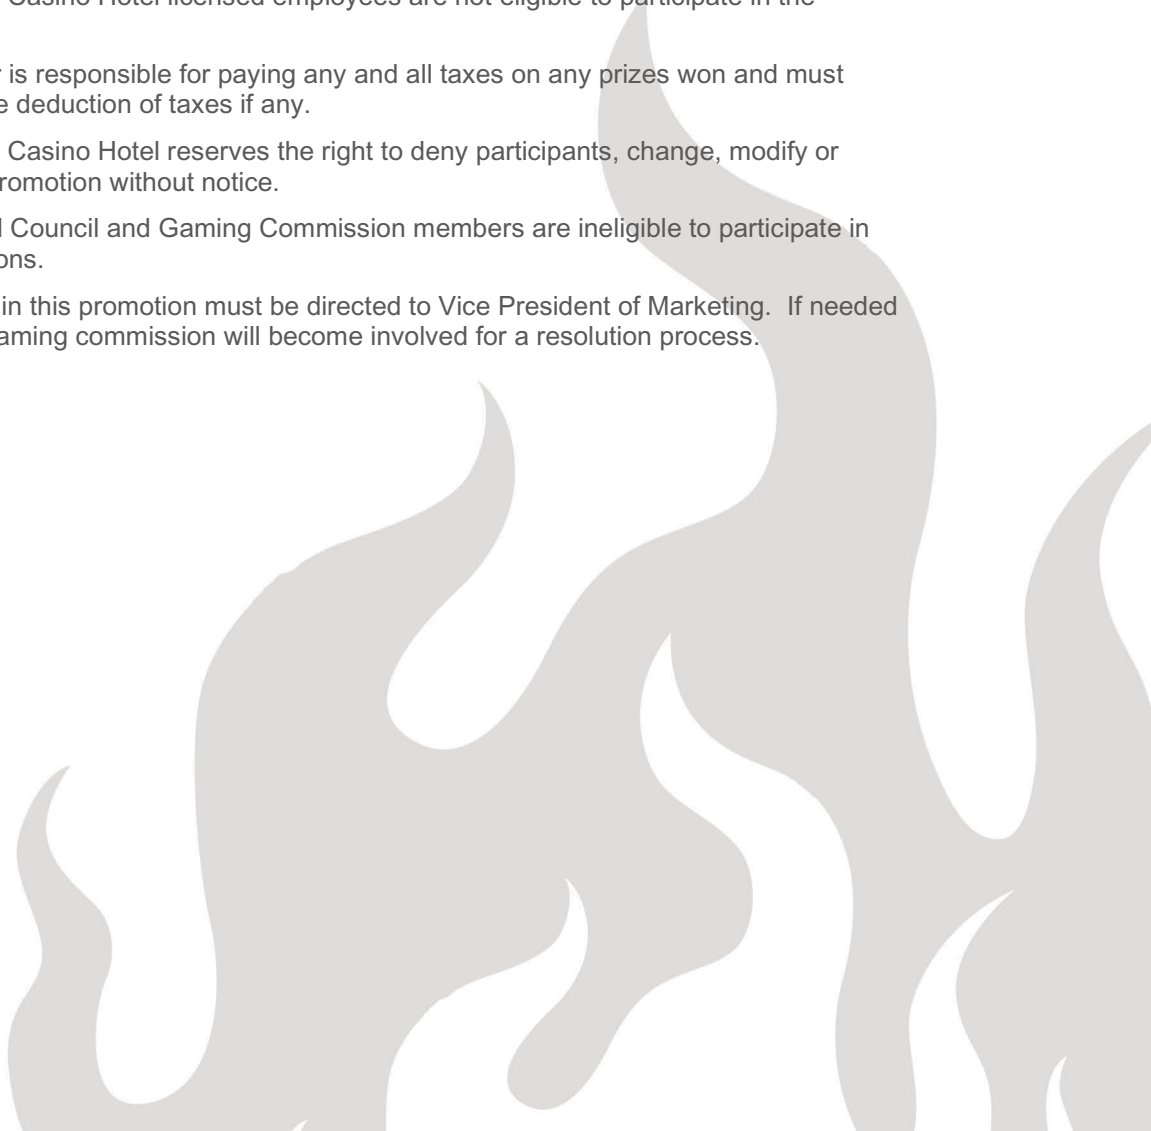 Casino Hotel licensed employees are not eligible to participate in the
is responsible for paying any and all taxes on any prizes won and must
deduction of taxes if any.
Casino Hotel reserves the right to deny participants, change, modify or
romotion without notice.
Council and Gaming Commission members are ineligible to participate in
ons.
in this promotion must be directed to Vice President of Marketing. If needed
aming commission will become involved for a resolution process.